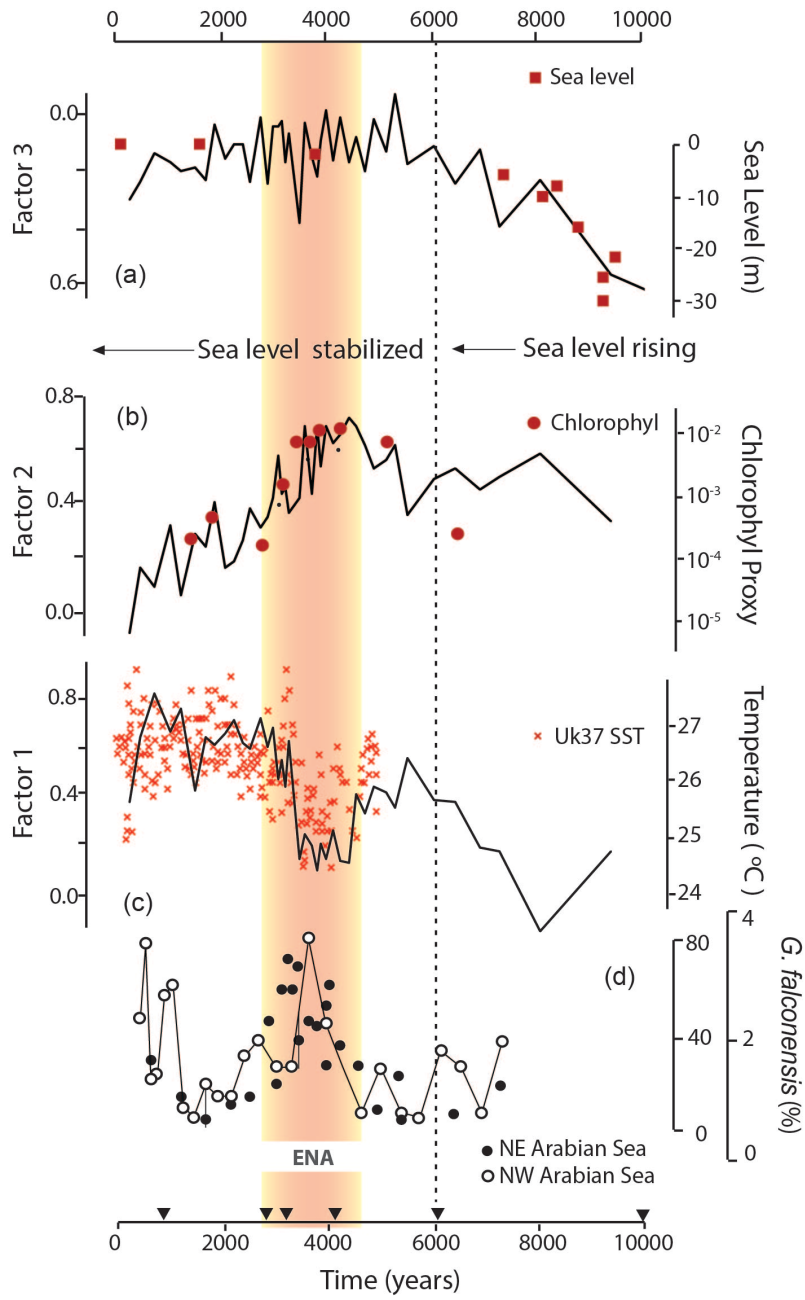 0 2000 4000 6000 8000 10000
Sea level
0.0
0.6
Factor 3
0
-10
-20
-30
Sea Level (m)
(a)
Sea level stabilized
Sea level rising
0.8
0.4
0.0
Factor 2
(b)
Chlorophyl
10-2
10-3
10-4
10-5
Chlorophyl Proxy
0.8
0.4
0.0
Factor 1
Uk37 SST
27
26
25
24
Temperature ( ºC )
(c)
(d)
80
40
0
4
2
0
G. falconensis (%)
ENA
NE Arabian Sea
NW Arabian Sea
0 2000 4000 6000 8000 10000
Time (years)